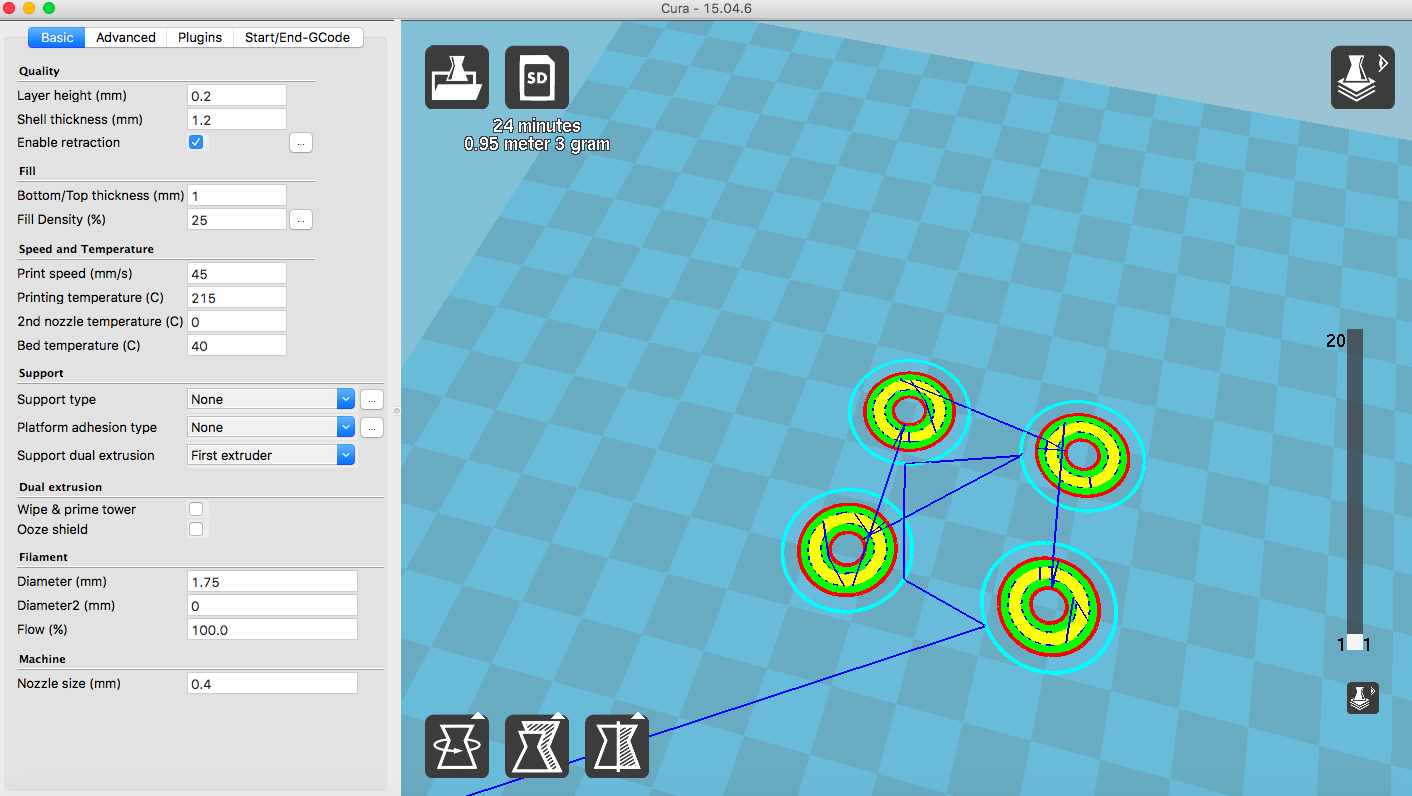 Cura - 15.04.6
Basic Advanced Plugins Start/End-GCode
Quality
Layer height (mm) 0.2
Shell thickness (mm) 1.2
Enable retraction ...
Fill
Bottom/Top thickness (mm) 1
Fill Density (%) 25 ...
Speed and Temperature
Print speed (mm/s) 45
Printing temperature (C) 215
2nd nozzle temperature (C) 0
Bed temperature (C) 40
Support
Support type None ...
Platform adhesion type None ...
Support dual extrusion First extruder
Dual extrusion
Wipe & prime tower
Ooze shield
Filament
Diameter (mm) 1.75
Diameter2 (mm) 0
Flow (%) 100.0
Machine
Nozzle size (mm) 0.4
SD
24 minutes
0.95 meter 3 gram
20
1 1